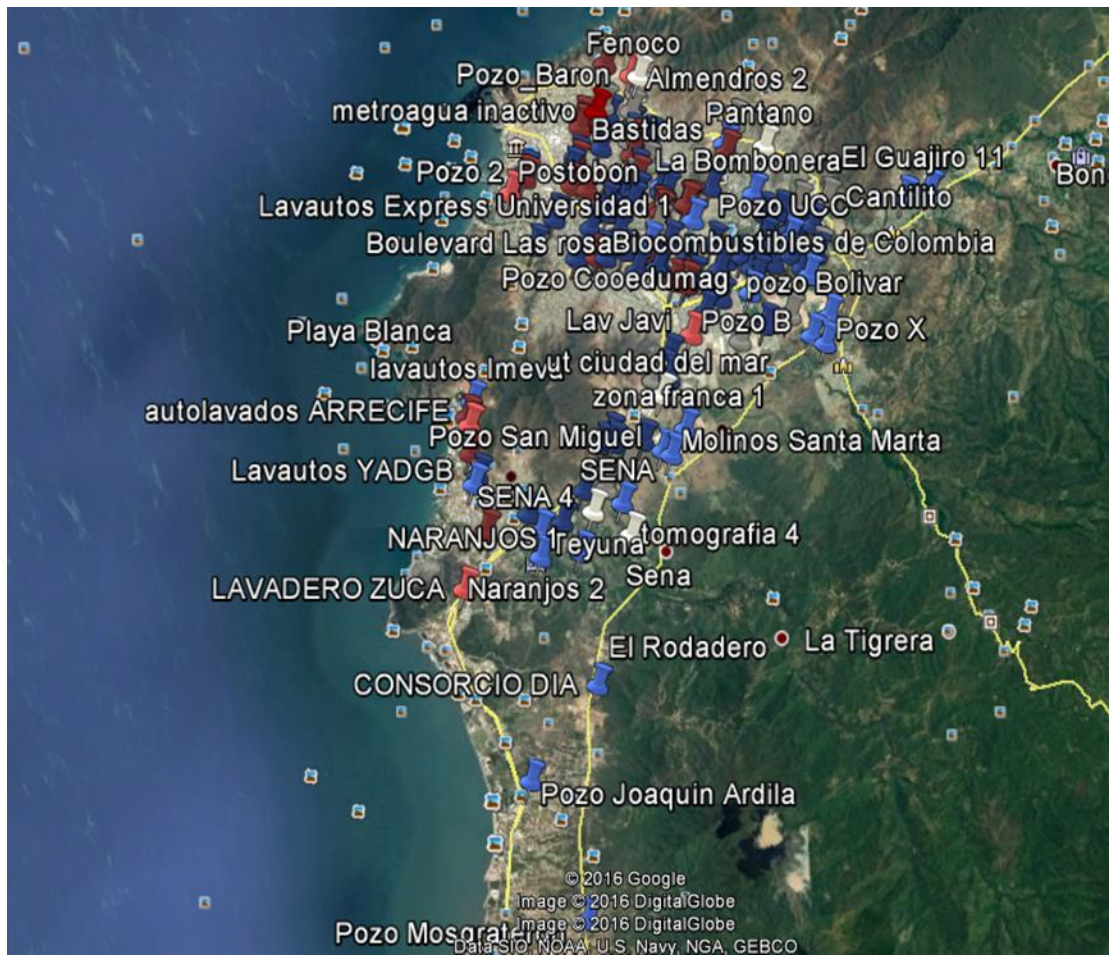 Fenoco
Pozo_Baron
Almendros 2
metroagua inactivo
Pantano
Bastidas
La Bombonera
El Guajiro 11
Pozo 2_Postobon
Lavautos Express
Universidad 1
Pozo UCC
Cantilito
Boulevard Las rosa
Biocombustibles de Colombia
Pozo Cooedumag
pozo Bolivar
Lav Javi
Pozo B
Pozo X
Playa Blanca
lavautos Imeva
ut ciudad del mar
zona franca 1
autolavados ARRECIFE
Pozo San Miguel
Molinos Santa Marta
Lavautos YADGB
SENA
SENA 4
NARANJOS 1
Treyuna
tomografia 4
Sena
LAVADERO ZUCA
Naranjos 2
El Rodadero
La Tigrera
CONSORCIO DIA
Pozo Joaquin Ardila
© 2016 Google
Image © 2016 DigitalGlobe
Image © 2016 DigitalGlobe
Pozo
Data SIO, NOAA, U.S. Navy, NGA, GEBCO